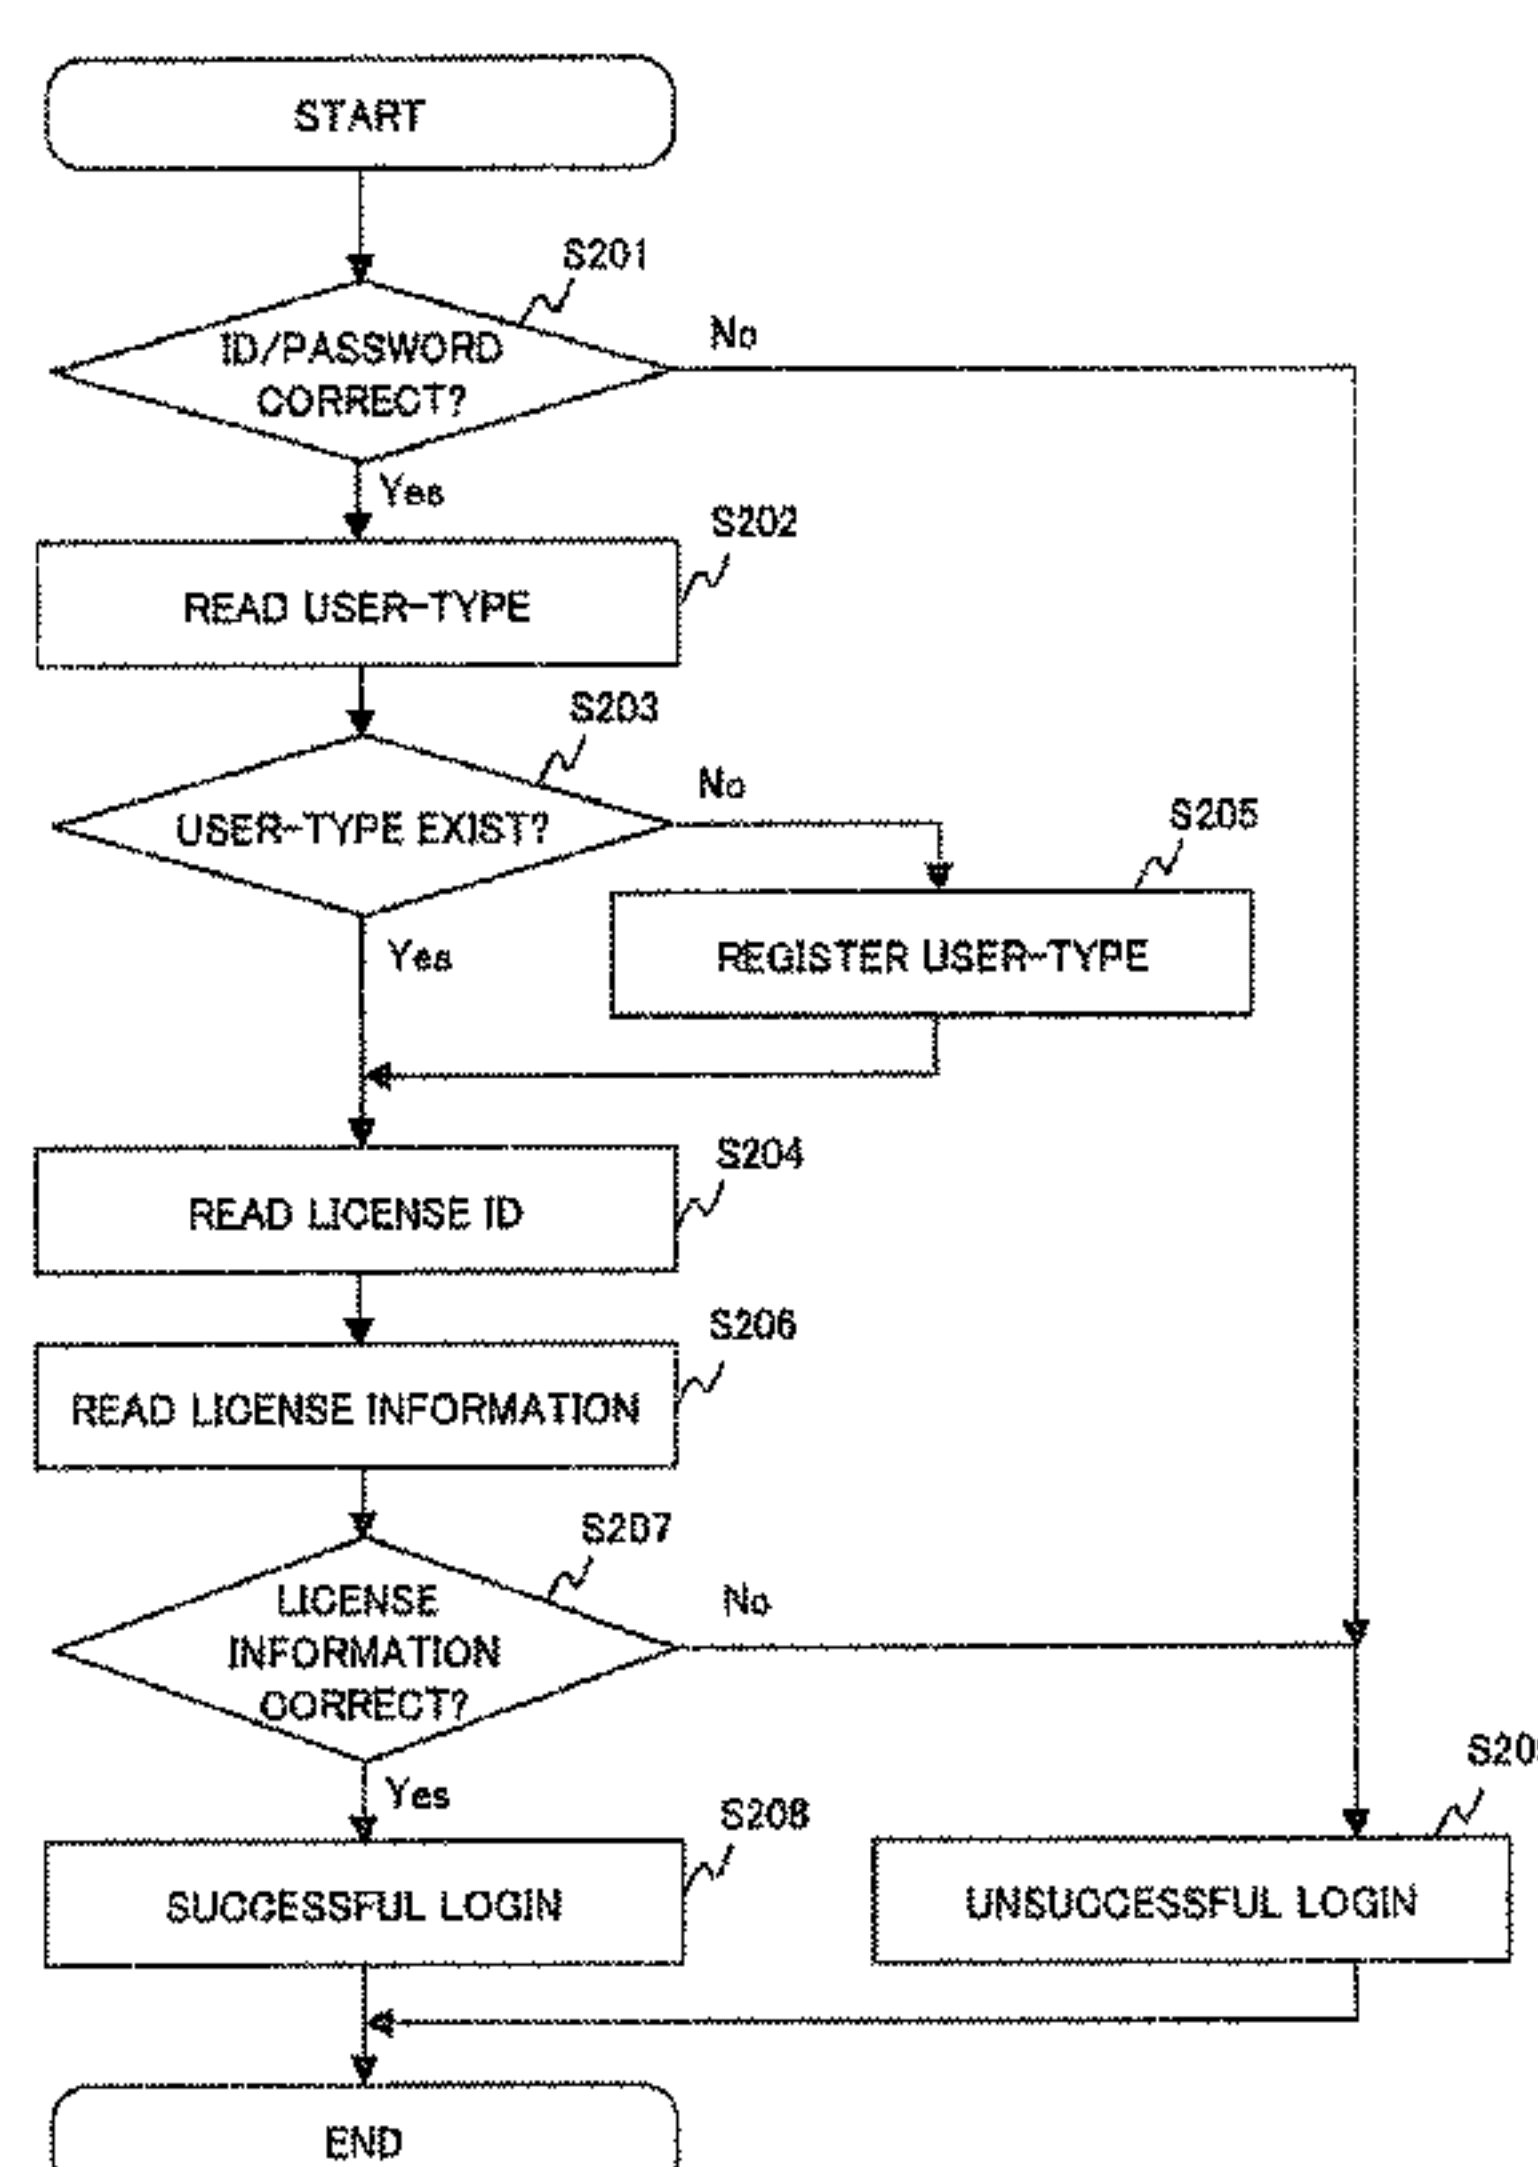 START
S201
ID/PASSWORD
CORRECT?
No
Yes
S202
READ USER-TYPE
S203
USER-TYPE EXIST?
No
Yes
S205
REGISTER USER-TYPE
S204
READ LICENSE ID
S206
READ LICENSE INFORMATION
S207
LICENSE
INFORMATION
CORRECT?
No
Yes
S208
SUCCESSFUL LOGIN
UNSUCCESSFUL LOGIN
END